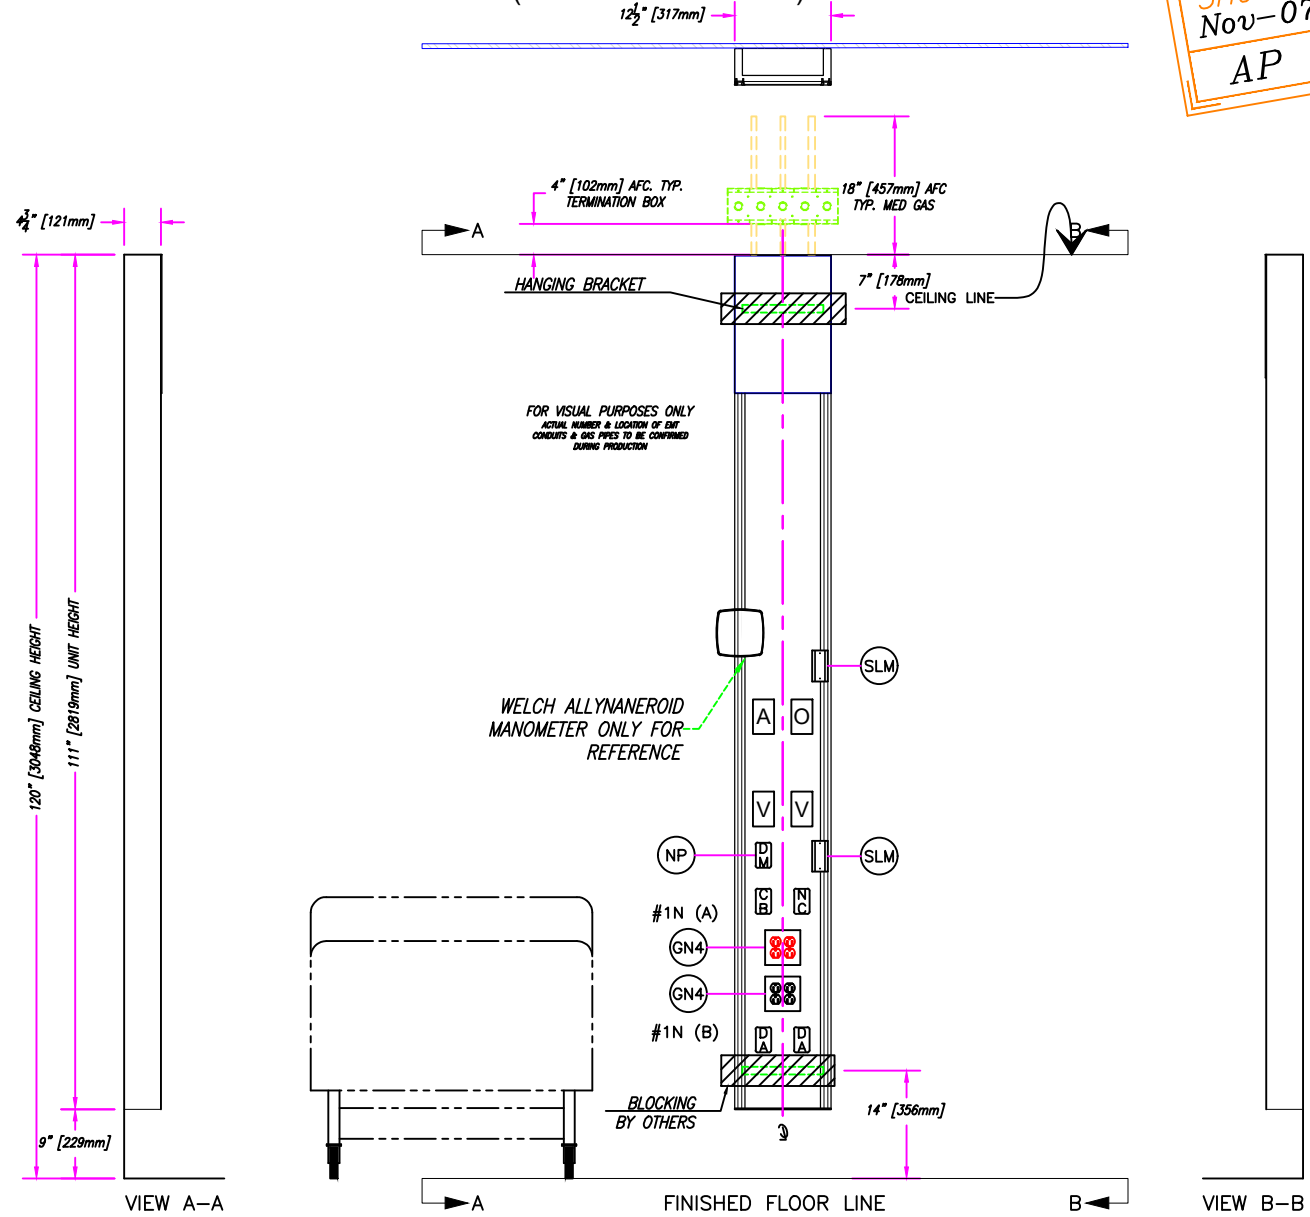 12½" [317mm]
Nov-07
AP
4" [102mm] AFC. TYP.
TERMINATION BOX
18" [457mm] AFC
TYP. MED GAS
4¾" [121mm]
A
B
7" [178mm]
HANGING BRACKET
CEILING LINE
FOR VISUAL PURPOSES ONLY
ACTUAL NUMBER & LOCATION OF EMT
CONDUITS & GAS PIPES TO BE CONFIRMED
DURING PRODUCTION
120" [3048mm] CEILING HEIGHT
111" [2819mm] UNIT HEIGHT
SLM
WELCH ALLYNANEROID
MANOMETER ONLY FOR
REFERENCE
A O
V V
NP
DM
SLM
CB
NC
#1N (A)
GN4
GN4
#1N (B)
DA
DA
BLOCKING
BY OTHERS
14" [356mm]
9" [229mm]
VIEW A-A
A
FINISHED FLOOR LINE
B
VIEW B-B